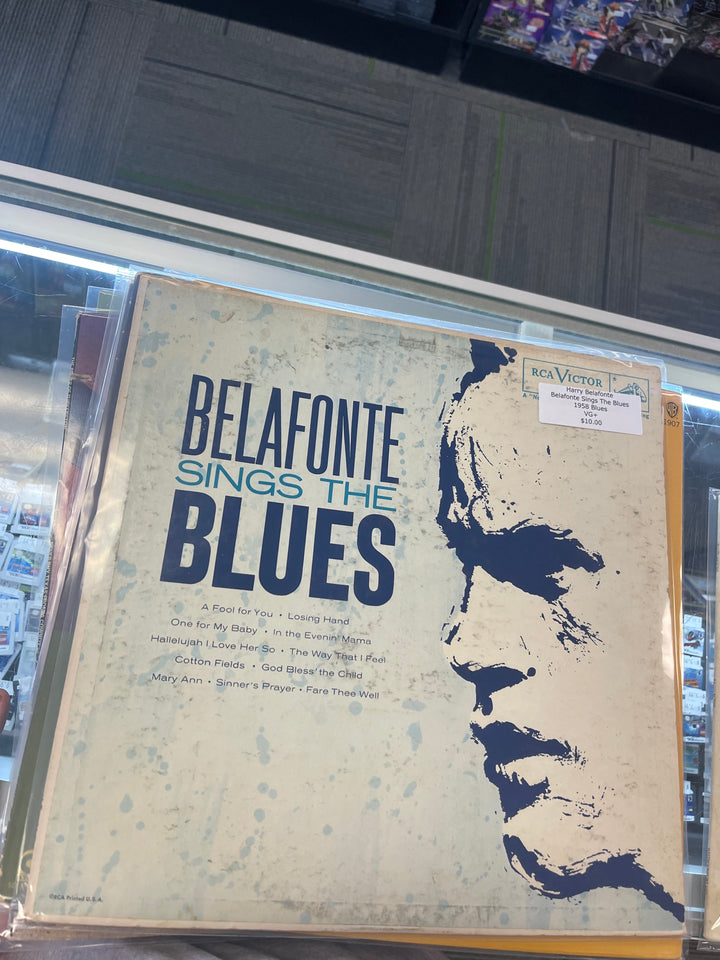 RCA VICTOR
Harry Belafonte
Belafonte Sings The Blues
1958 Blues
VG+
$10.00
1907
BELAFONTE
SINGS THE
BLUES
A Fool for You • Losing Hand
One for My Baby • In the Evenin' Mama
Hallelujah I Love Her So • The Way That I Feel
Cotton Fields • God Bless' the Child
Mary Ann • Sinner's Prayer • Fare Thee Well
©RCA Printed U.S.A.